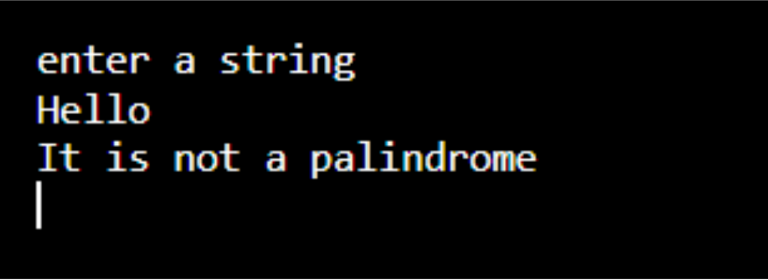 enter a string
Hello
It is not a palindrome